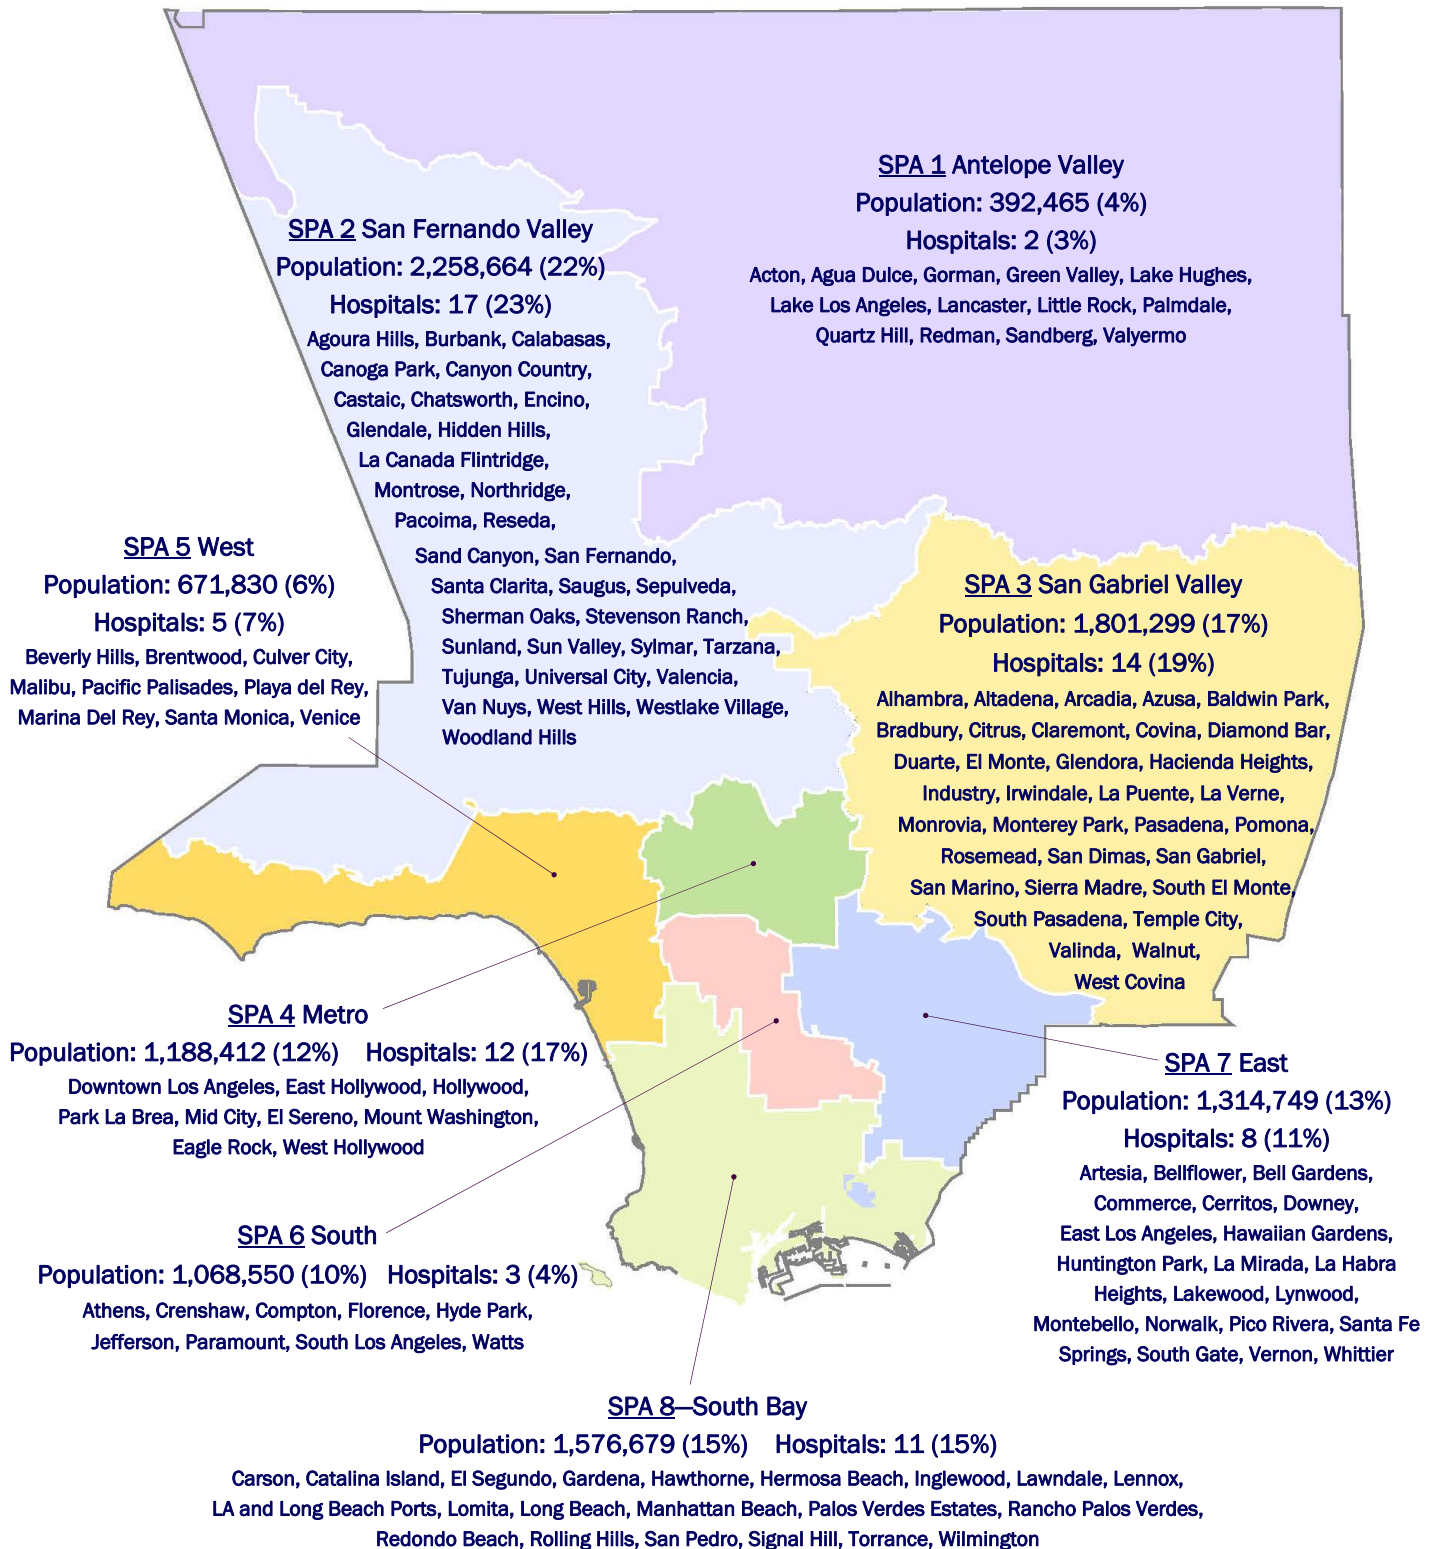 SPA 1 Antelope Valley
Population: 392,465 (4%)
Hospitals: 2 (3%)
Acton, Agua Dulce, Gorman, Green Valley, Lake Hughes,
Lake Los Angeles, Lancaster, Little Rock, Palmdale,
Quartz Hill, Redman, Sandberg, Valyermo
SPA 2 San Fernando Valley
Population: 2,258,664 (22%)
Hospitals: 17 (23%)
Agoura Hills, Burbank, Calabasas,
Canoga Park, Canyon Country,
Castaic, Chatsworth, Encino,
Glendale, Hidden Hills,
La Canada Flintridge,
Montrose, Northridge,
Pacoima, Reseda,
Sand Canyon, San Fernando,
Santa Clarita, Saugus, Sepulveda,
Sherman Oaks, Stevenson Ranch,
Sunland, Sun Valley, Sylmar, Tarzana,
Tujunga, Universal City, Valencia,
Van Nuys, West Hills, Westlake Village,
Woodland Hills
SPA 5 West
Population: 671,830 (6%)
Hospitals: 5 (7%)
Beverly Hills, Brentwood, Culver City,
Malibu, Pacific Palisades, Playa del Rey,
Marina Del Rey, Santa Monica, Venice
SPA 3 San Gabriel Valley
Population: 1,801,299 (17%)
Hospitals: 14 (19%)
Alhambra, Altadena, Arcadia, Azusa, Baldwin Park,
Bradbury, Citrus, Claremont, Covina, Diamond Bar,
Duarte, El Monte, Glendora, Hacienda Heights,
Industry, Irwindale, La Puente, La Verne,
Monrovia, Monterey Park, Pasadena, Pomona,
Rosemead, San Dimas, San Gabriel,
San Marino, Sierra Madre, South El Monte,
South Pasadena, Temple City,
Valinda, Walnut,
West Covina
SPA 4 Metro
Population: 1,188,412 (12%) Hospitals: 12 (17%)
Downtown Los Angeles, East Hollywood, Hollywood,
Park La Brea, Mid City, El Sereno, Mount Washington,
Eagle Rock, West Hollywood
SPA 7 East
Population: 1,314,749 (13%)
Hospitals: 8 (11%)
Artesia, Bellflower, Bell Gardens,
Commerce, Cerritos, Downey,
East Los Angeles, Hawaiian Gardens,
Huntington Park, La Mirada, La Habra
Heights, Lakewood, Lynwood,
Montebello, Norwalk, Pico Rivera, Santa Fe
Springs, South Gate, Vernon, Whittier
SPA 6 South
Population: 1,068,550 (10%) Hospitals: 3 (4%)
Athens, Crenshaw, Compton, Florence, Hyde Park,
Jefferson, Paramount, South Los Angeles, Watts
SPA 8—South Bay
Population: 1,576,679 (15%) Hospitals: 11 (15%)
Carson, Catalina Island, El Segundo, Gardena, Hawthorne, Hermosa Beach, Inglewood, Lawndale, Lennox,
LA and Long Beach Ports, Lomita, Long Beach, Manhattan Beach, Palos Verdes Estates, Rancho Palos Verdes,
Redondo Beach, Rolling Hills, San Pedro, Signal Hill, Torrance, Wilmington